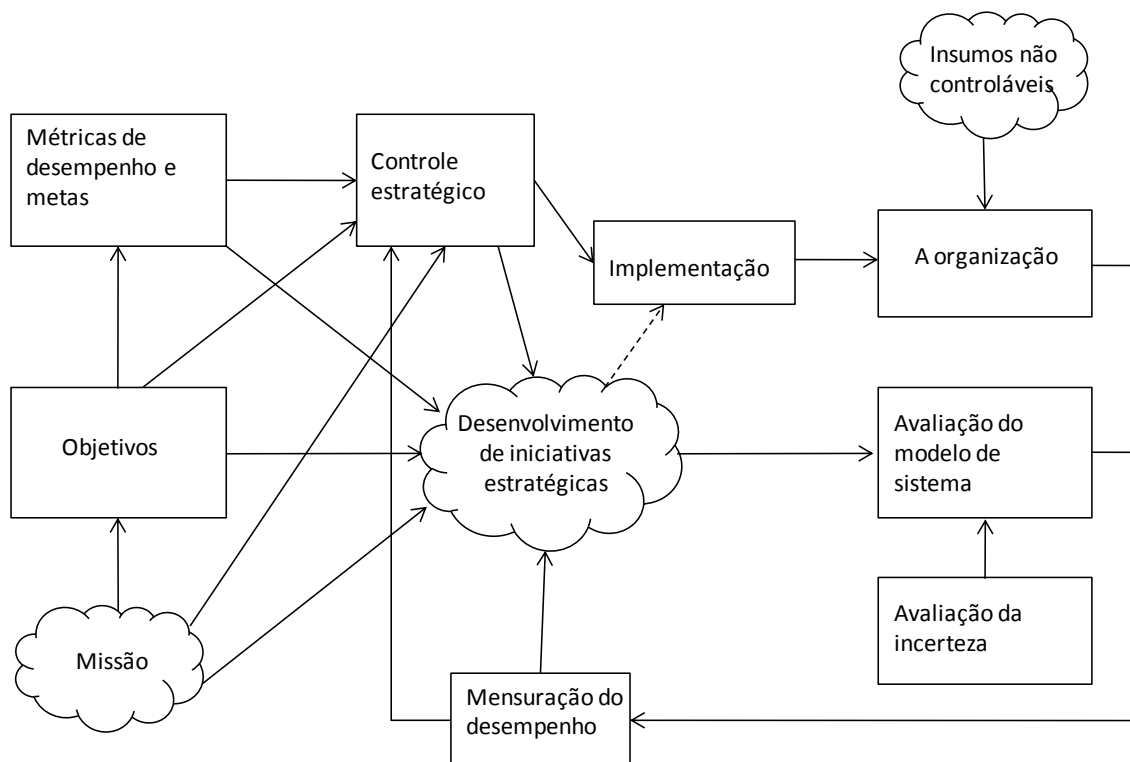 Insumos não
controláveis
Métricas de
desempenho e
metas
Controle
estratégico
Implementação
A organização
Objetivos
Desenvolvimento
de iniciativas
estratégicas
Avaliação do
modelo de
sistema
Avaliação da
incerteza
Missão
Mensuração do
desempenho